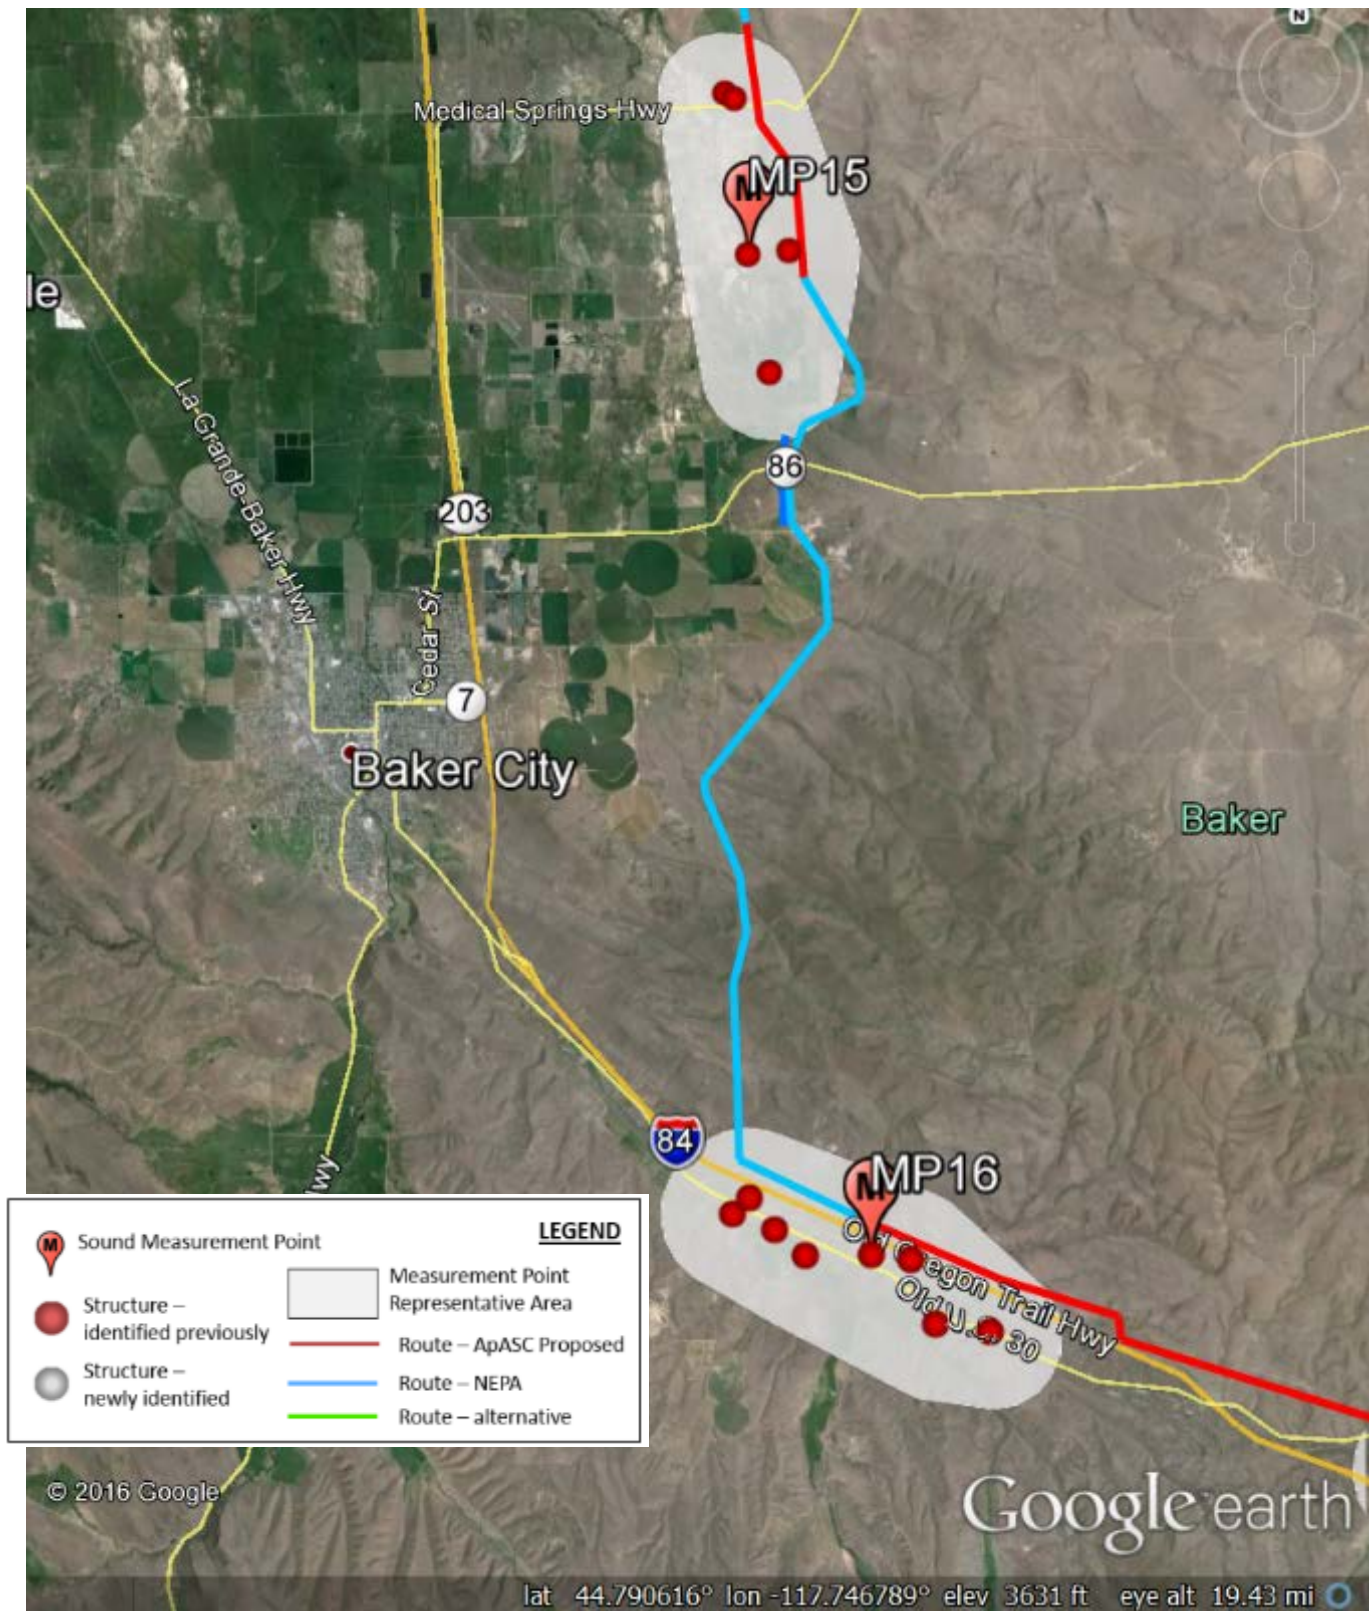 N
Medical Springs Hwy
M MP15
le
La Grande-Baker Hwy
86
203
Cedar St
7
Baker City
Baker
84
M MP16
Hwy
Old Oregon Trail Hwy
Old U.S. 30
LEGEND
M Sound Measurement Point
Structure –
identified previously
Structure –
newly identified
Measurement Point
Representative Area
Route – ApASC Proposed
Route – NEPA
Route – alternative
© 2016 Google
Google earth
lat 44.790616° lon -117.746789° elev 3631 ft eye alt 19.43 mi